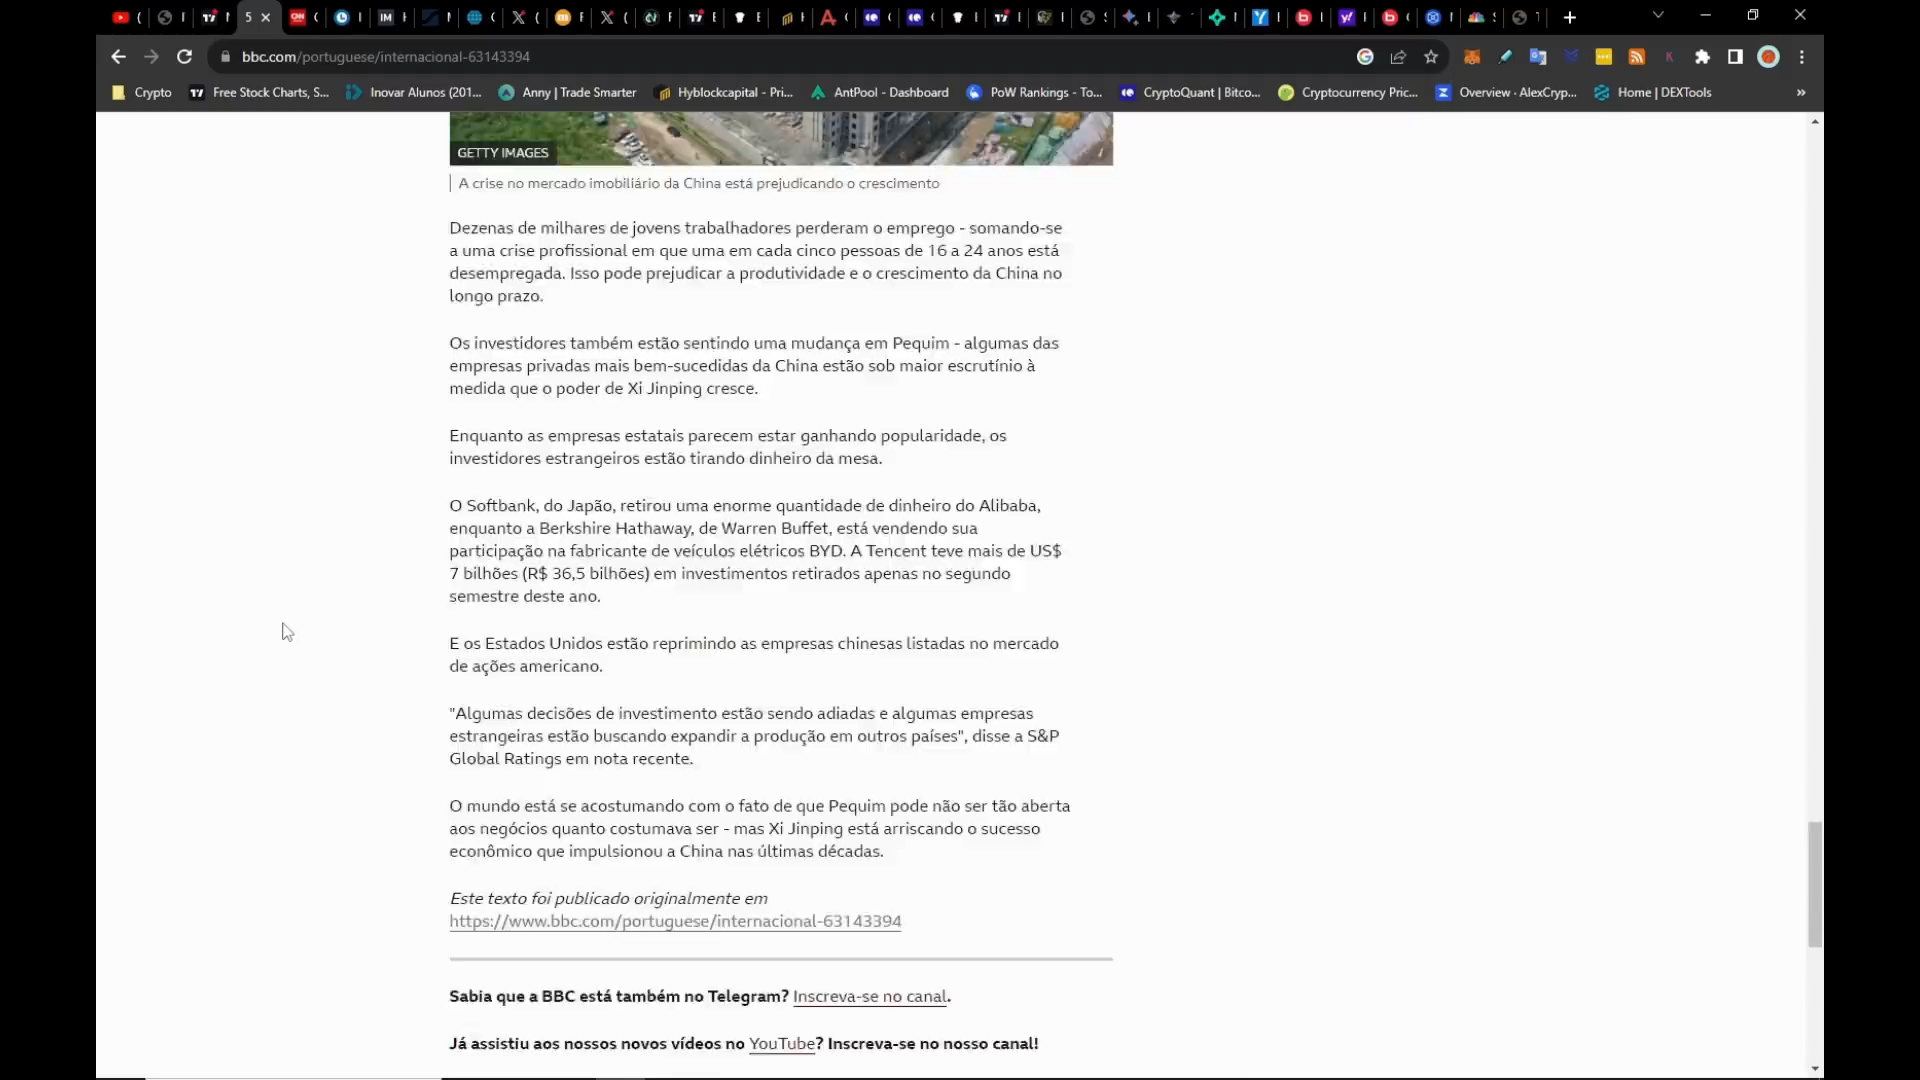 5
bbc.com/portuguese/internacional-63143394
Crypto
Free Stock Charts, S...
Inovar Alunos (201...
Anny | Trade Smarter
Hyblockcapital - Pri...
AntPool - Dashboard
PoW Rankings - To...
CryptoQuant | Bitco...
Cryptocurrency Pric...
Overview · AlexCryp...
Home | DEXTools
»
GETTY IMAGES
A crise no mercado imobiliário da China está prejudicando o crescimento
Dezenas de milhares de jovens trabalhadores perderam o emprego - somando-se
a uma crise profissional em que uma em cada cinco pessoas de 16 a 24 anos está
desempregada. Isso pode prejudicar a produtividade e o crescimento da China no
longo prazo.
Os investidores também estão sentindo uma mudança em Pequim - algumas das
empresas privadas mais bem-sucedidas da China estão sob maior escrutínio à
medida que o poder de Xi Jinping cresce.
Enquanto as empresas estatais parecem estar ganhando popularidade, os
investidores estrangeiros estão tirando dinheiro da mesa.
O Softbank, do Japão, retirou uma enorme quantidade de dinheiro do Alibaba,
enquanto a Berkshire Hathaway, de Warren Buffet, está vendendo sua
participação na fabricante de veículos elétricos BYD. A Tencent teve mais de US$
7 bilhões (R$ 36,5 bilhões) em investimentos retirados apenas no segundo
semestre deste ano.
E os Estados Unidos estão reprimindo as empresas chinesas listadas no mercado
de ações americano.
"Algumas decisões de investimento estão sendo adiadas e algumas empresas
estrangeiras estão buscando expandir a produção em outros países", disse a S&P
Global Ratings em nota recente.
O mundo está se acostumando com o fato de que Pequim pode não ser tão aberta
aos negócios quanto costumava ser - mas Xi Jinping está arriscando o sucesso
econômico que impulsionou a China nas últimas décadas.
Este texto foi publicado originalmente em
https://www.bbc.com/portuguese/internacional-63143394
Sabia que a BBC está também no Telegram? Inscreva-se no canal.
Já assistiu aos nossos novos vídeos no YouTube? Inscreva-se no nosso canal!